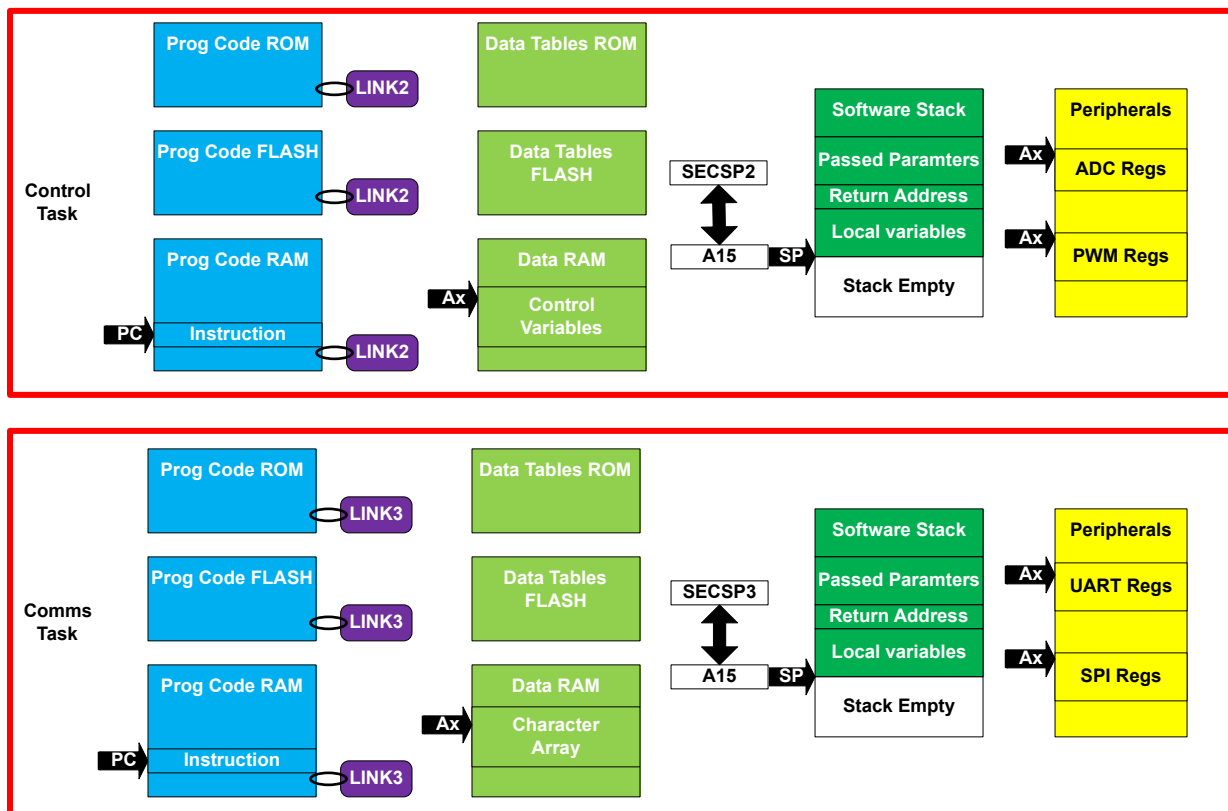 Prog Code ROM
LINK2
Data Tables ROM
Prog Code FLASH
LINK2
Data Tables
FLASH
Control
Task
Prog Code RAM
PC
Instruction
LINK2
Data RAM
Ax
Control
Variables
SECSP2
A15
SP
Software Stack
Passed Paramters
Return Address
Local variables
Stack Empty
Peripherals
Ax
ADC Regs
Ax
PWM Regs
Prog Code ROM
LINK3
Data Tables ROM
Prog Code FLASH
LINK3
Data Tables
FLASH
Comms
Task
Prog Code RAM
PC
Instruction
LINK3
Data RAM
Ax
Character
Array
SECSP3
A15
SP
Software Stack
Passed Paramters
Return Address
Local variables
Stack Empty
Peripherals
Ax
UART Regs
Ax
SPI Regs